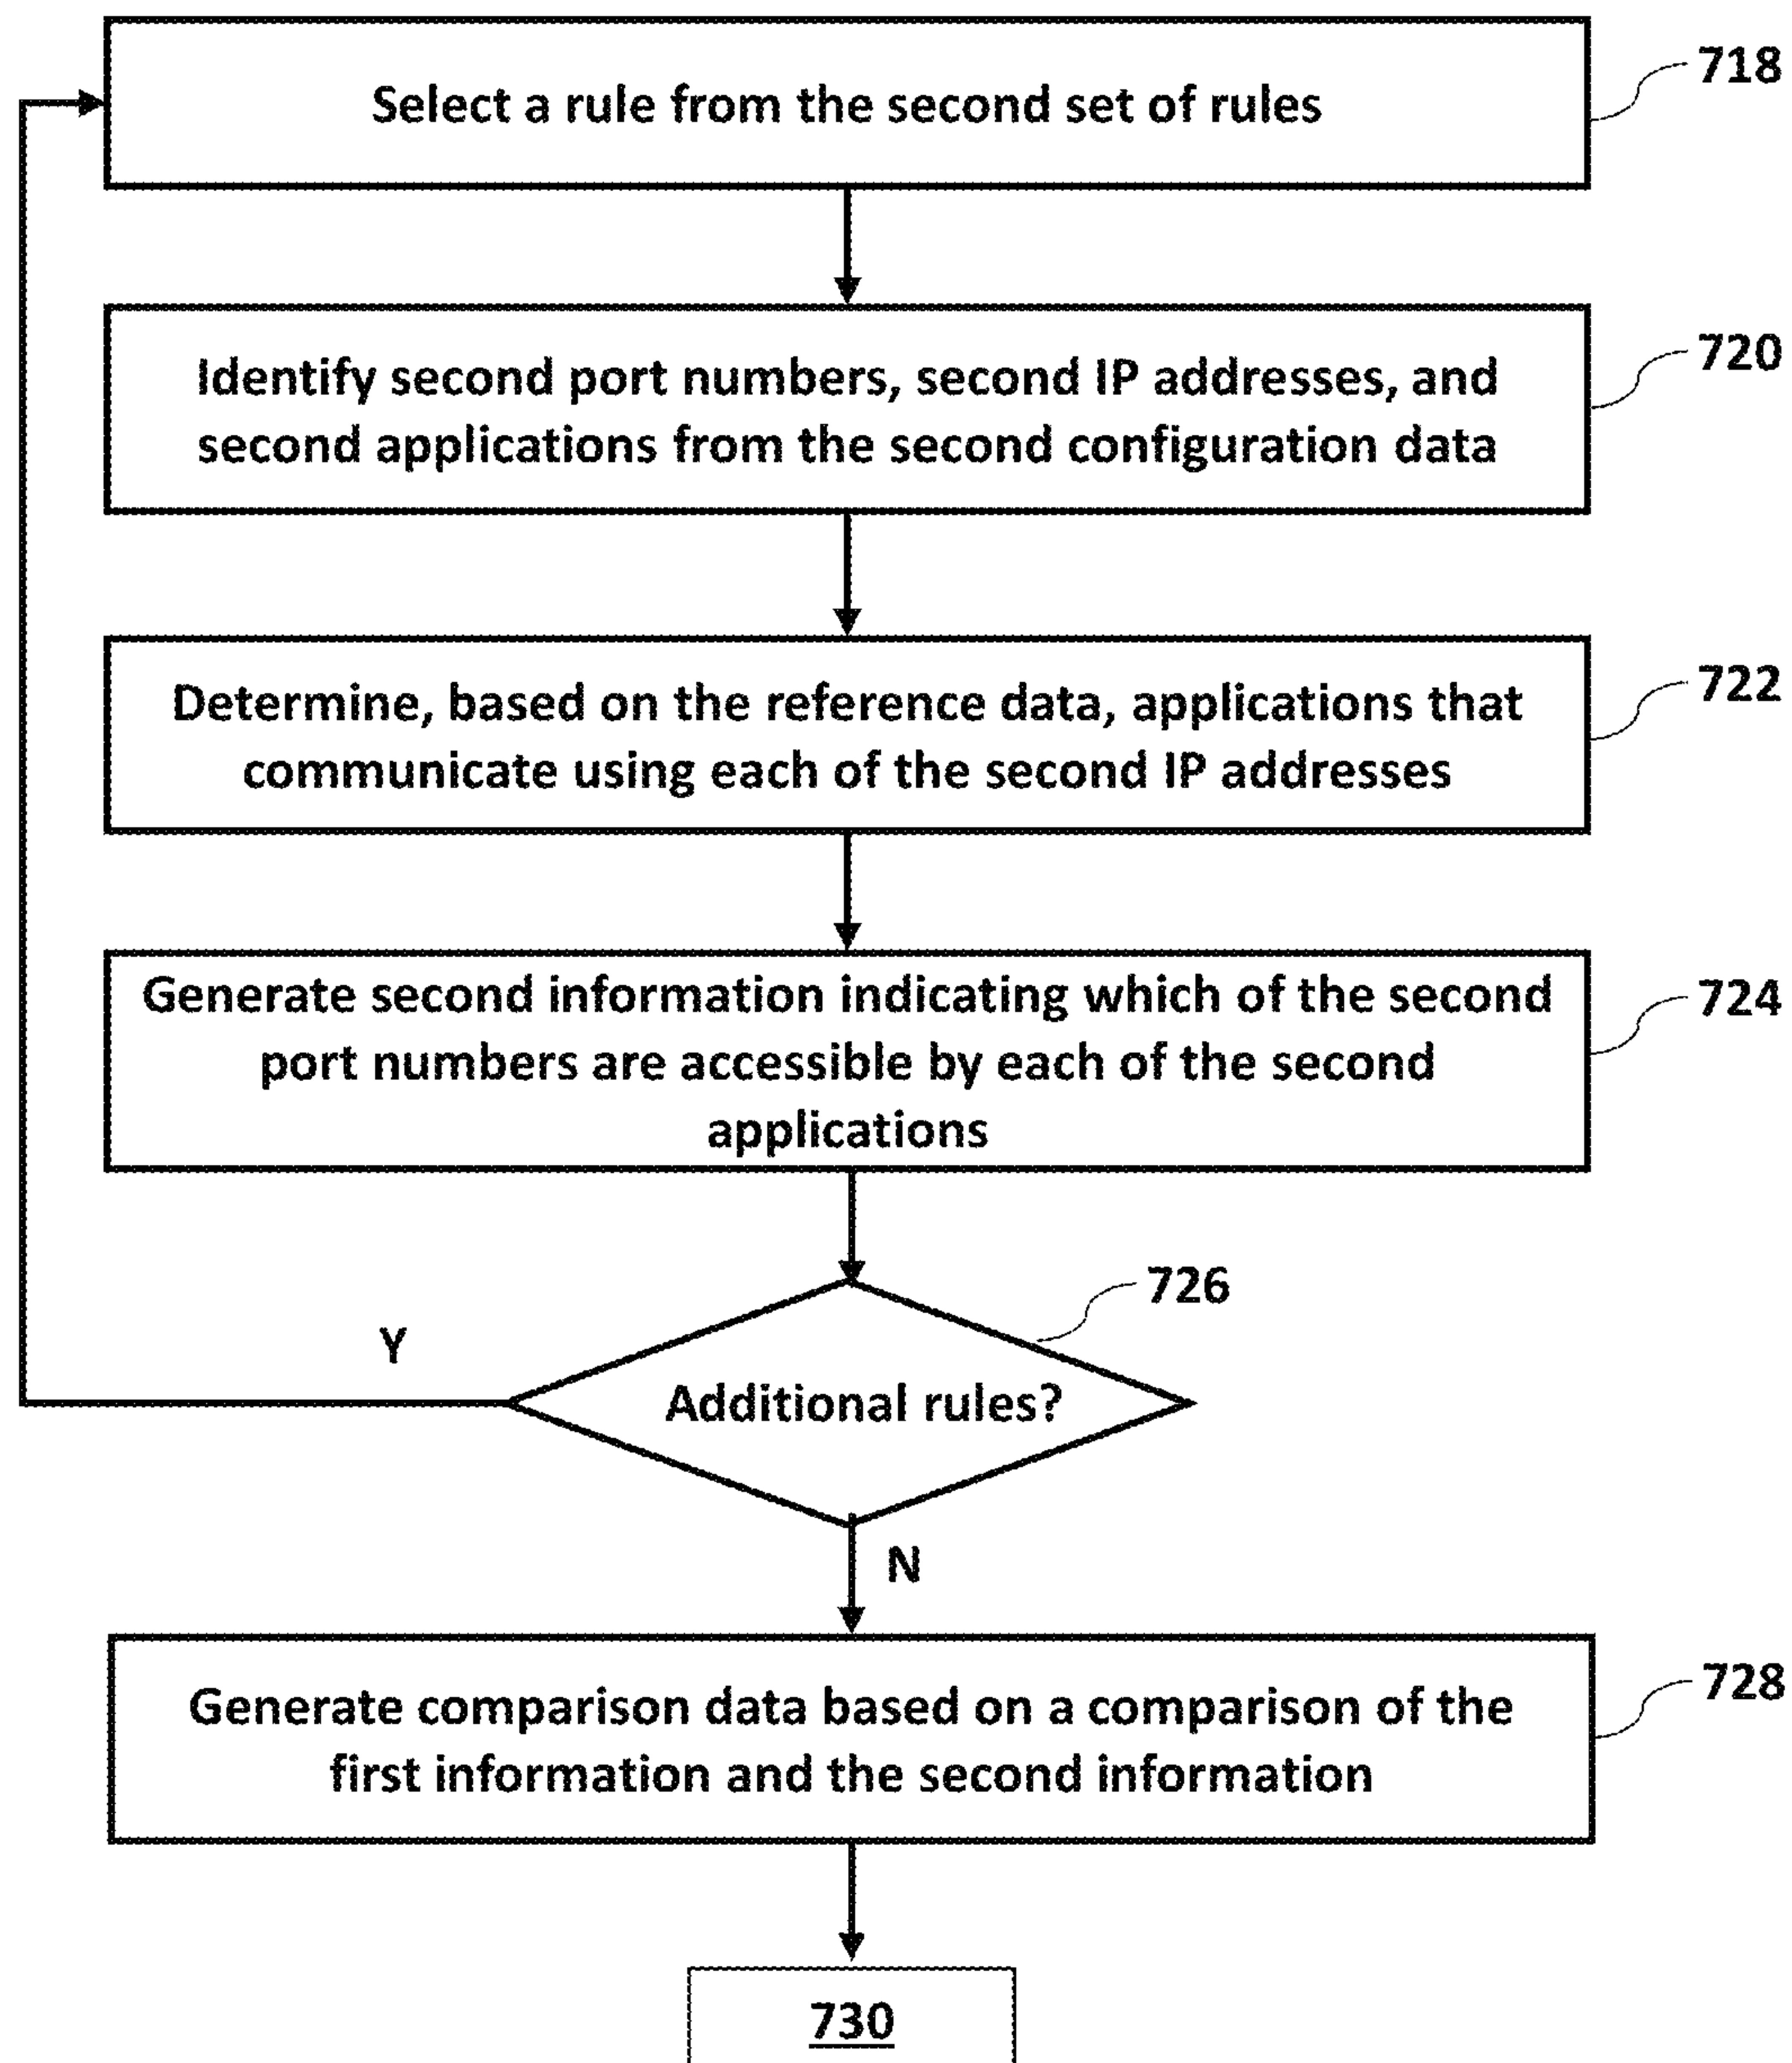 Select a rule from the second set of rules
718
Identify second port numbers, second IP addresses, and
second applications from the second configuration data
720
Determine, based on the reference data, applications that
communicate using each of the second IP addresses
722
Generate second information indicating which of the second
port numbers are accessible by each of the second
applications
724
726
Y
Additional rules?
N
Generate comparison data based on a comparison of the
first information and the second information
728
730